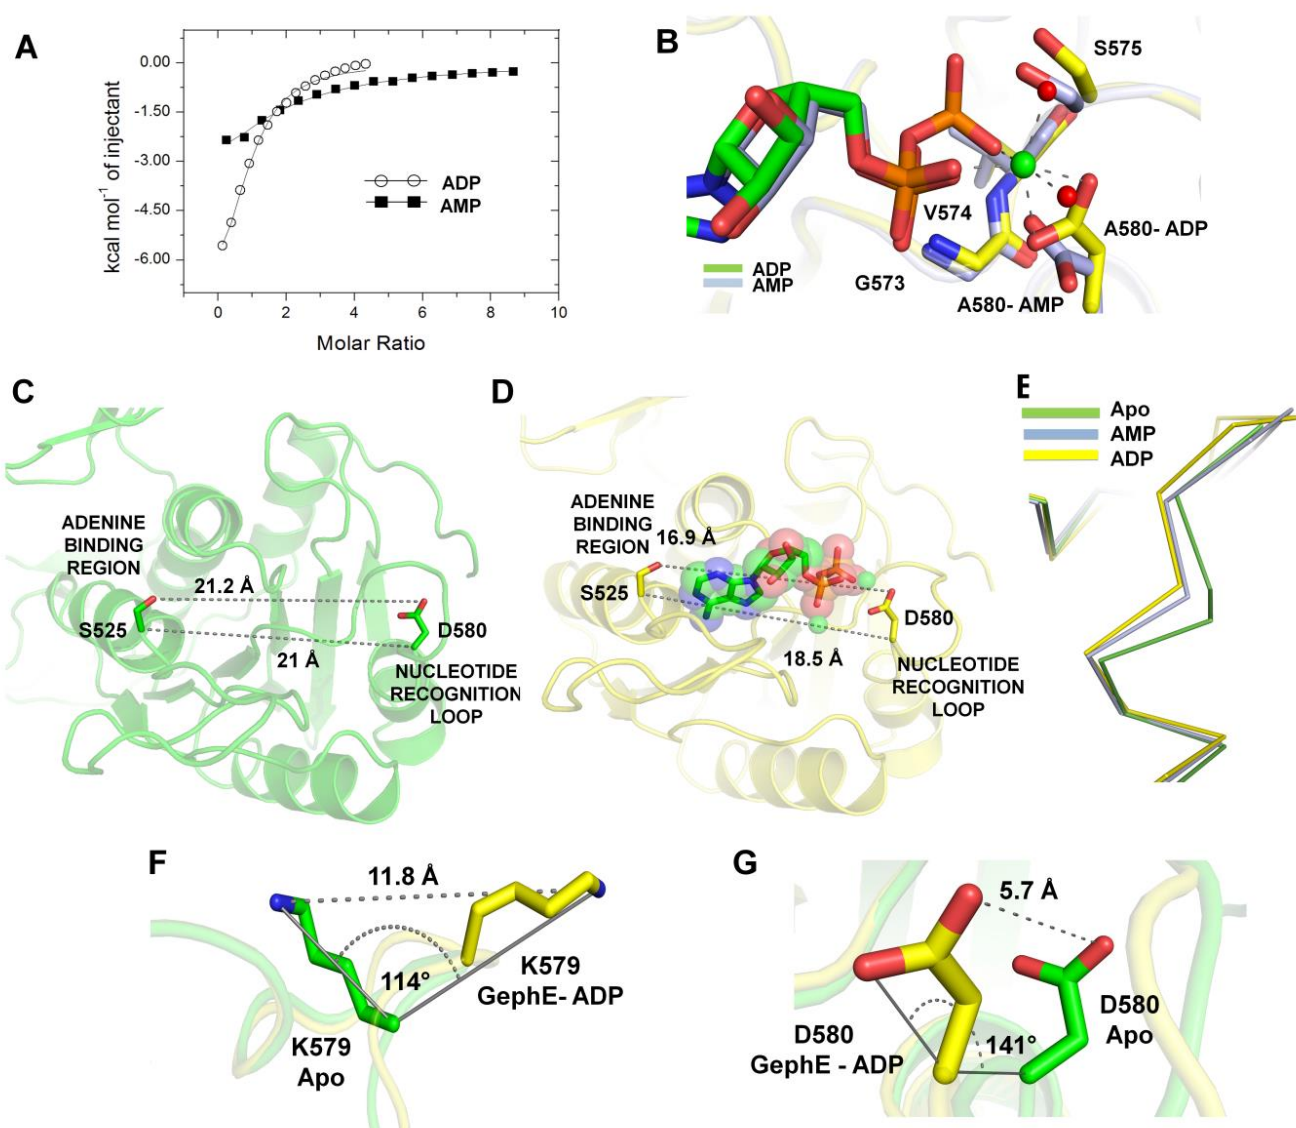 A
0.00
-1.50
-3.00
-4.50
-6.00
kcal mol⁻¹ of injectant
ADP
AMP
0
2
4
6
8
10
Molar Ratio
B
S575
V574
A580- ADP
G573
A580- AMP
ADP
AMP
C
ADENINE
BINDING
REGION
21.2 Å
S525
D580
21 Å
NUCLEOTIDE
RECOGNITION
LOOP
D
ADENINE
BINDING
REGION
16.9 Å
S525
D580
18.5 Å
NUCLEOTIDE
RECOGNITION
LOOP
E
Apo
AMP
ADP
F
11.8 Å
114°
K579
GephE- ADP
K579
Apo
G
5.7 Å
D580
Apo
D580
GephE - ADP
141°